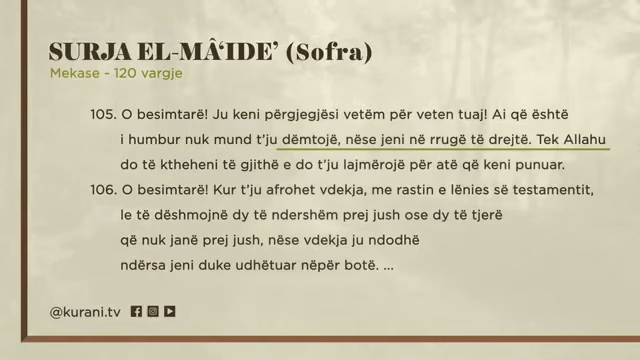 SURJA EL-MÂ‘IDE’ (Sofra)
Mekase - 120 vargje
105. O besimtarë! Ju keni përgjegjësi vetëm për veten tuaj! Ai që është
i humbur nuk mund t’ju dëmtojë, nëse jeni në rrugë të drejtë. Tek Allahu
do të ktheheni të gjithë e do t’ju lajmërojë për atë që keni punuar.
106. O besimtarë! Kur t’ju afrohet vdekja, me rastin e lënies së testamentit,
le të dëshmojnë dy të ndershëm prej jush ose dy të tjerë
që nuk janë prej jush, nëse vdekja ju ndodhë
ndërsa jeni duke udhëtuar nëpër botë. ...
@kurani.tv